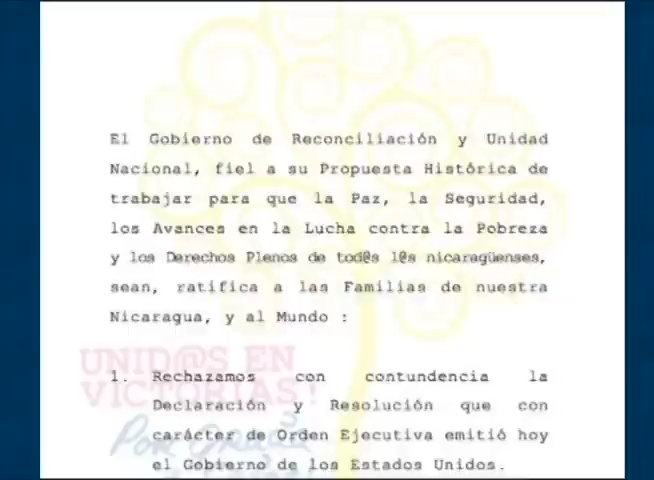 El Gobierno de Reconciliación y Unidad
Nacional, fiel a su Propuesta Histórica de
trabajar para que la Paz, la Seguridad,
los Avances en la Lucha contra la Pobreza
y los Derechos Plenos de tod@s l@s nicaragüenses,
sean, ratifica a las Familias de nuestra
Nicaragua, y al Mundo :
UNID@S EN
VICTORIAS!
1. Rechazamos con contundencia la
Declaración y Resolución que con
carácter de Orden Ejecutiva emitió hoy
el Gobierno de los Estados Unidos.
Por Gracia